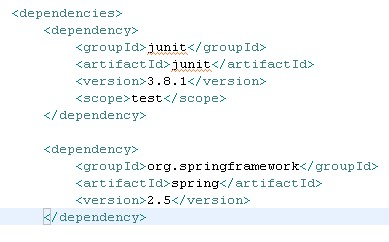 <dependencies>
    <dependency>
        <groupId>junit</groupId>
        <artifactId>junit</artifactId>
        <version>3.8.1</version>
        <scope>test</scope>
    </dependency>

    <dependency>
        <groupId>org.springframework</groupId>
        <artifactId>spring</artifactId>
        <version>2.5</version>
    </dependency>